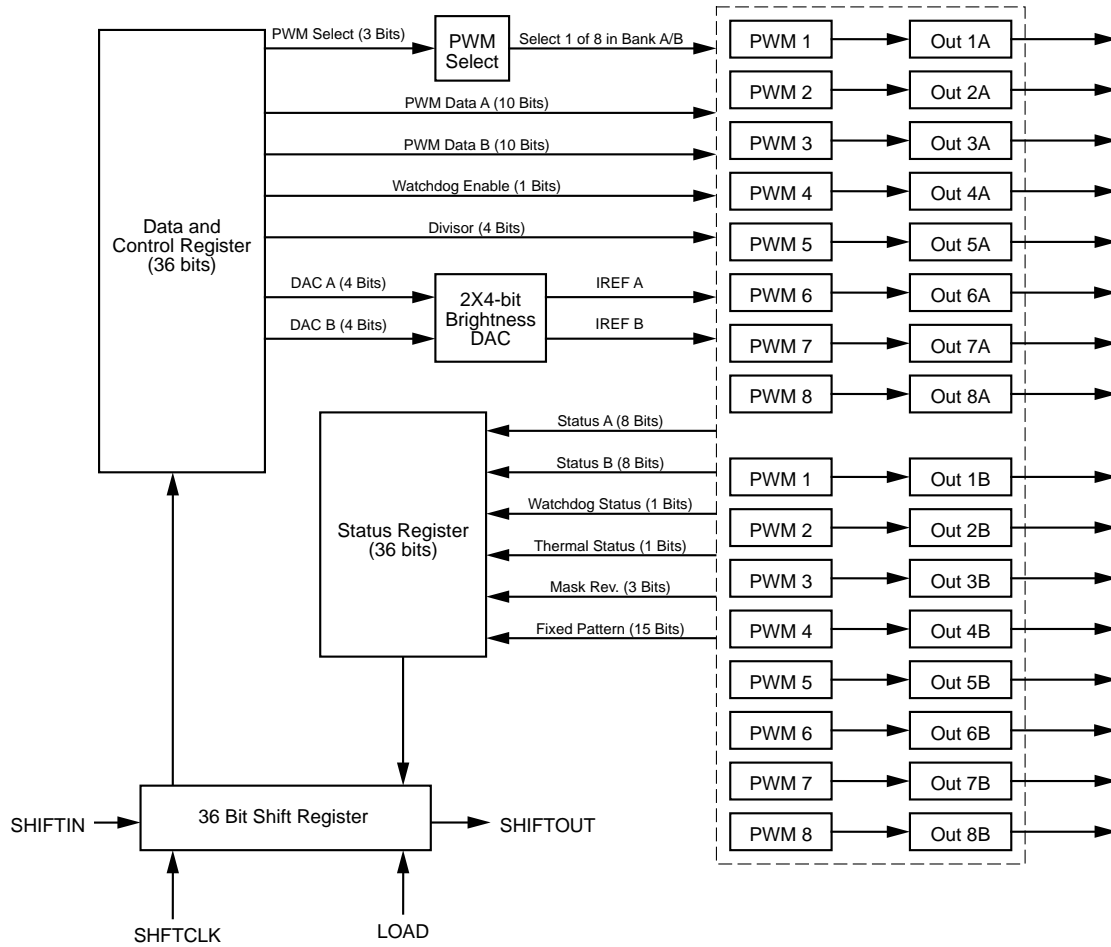 PWM Select (3 Bits)
PWM
Select
Select 1 of 8 in Bank A/B
PWM Data A (10 Bits)
PWM Data B (10 Bits)
Watchdog Enable (1 Bits)
Divisor (4 Bits)
Data and
Control Register
(36 bits)
DAC A (4 Bits)
DAC B (4 Bits)
2X4-bit
Brightness
DAC
IREF A
IREF B
PWM 1
Out 1A
PWM 2
Out 2A
PWM 3
Out 3A
PWM 4
Out 4A
PWM 5
Out 5A
PWM 6
Out 6A
PWM 7
Out 7A
PWM 8
Out 8A
Status A (8 Bits)
Status B (8 Bits)
Watchdog Status (1 Bits)
Thermal Status (1 Bits)
Mask Rev. (3 Bits)
Fixed Pattern (15 Bits)
Status Register
(36 bits)
PWM 1
Out 1B
PWM 2
Out 2B
PWM 3
Out 3B
PWM 4
Out 4B
PWM 5
Out 5B
PWM 6
Out 6B
PWM 7
Out 7B
PWM 8
Out 8B
SHIFTIN
36 Bit Shift Register
SHIFTOUT
SHFTCLK
LOAD